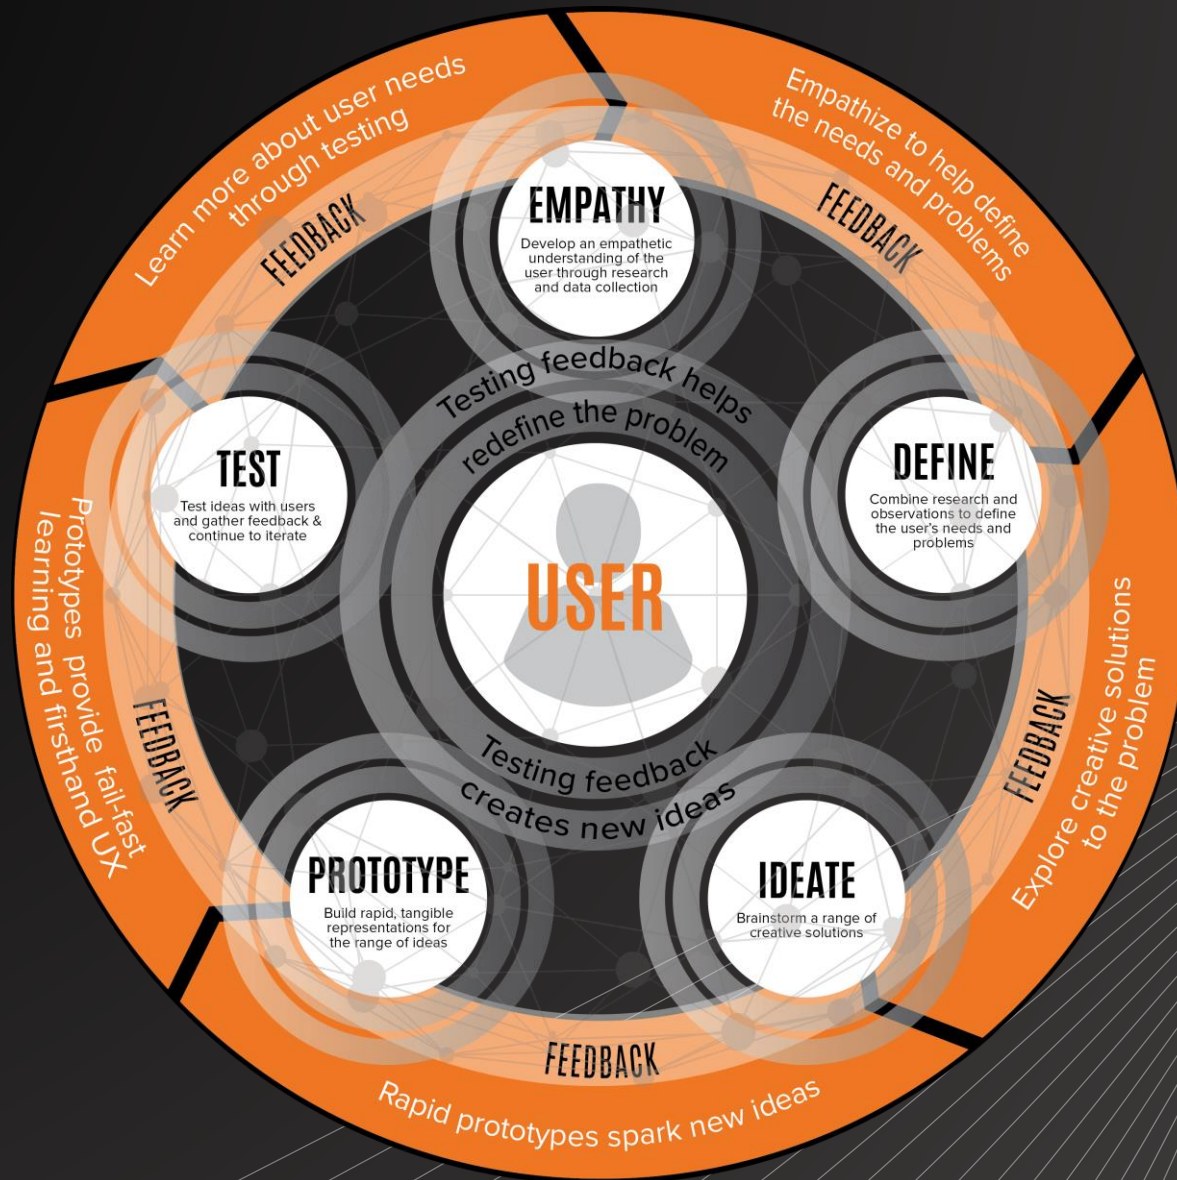 Learn more about user needs
through testing
FEEDBACK
Empathize to help define
the needs and problems
FEEDBACK
EMPATHY
Develop an empathetic
understanding of the
user through research
and data collection
Testing feedback helps
redefine the problem
TEST
Test ideas with users
and gather feedback &
continue to iterate
DEFINE
Combine research and
observations to define
the user's needs and
problems
USER
Prototypes provide fail-fast
learning and firsthand UX
FEEDBACK
Explore creative solutions
to the problem
FEEDBACK
Testing feedback
creates new ideas
PROTOTYPE
Build rapid, tangible
representations for
the range of ideas
IDEATE
Brainstorm a range of
creative solutions
FEEDBACK
Rapid prototypes spark new ideas